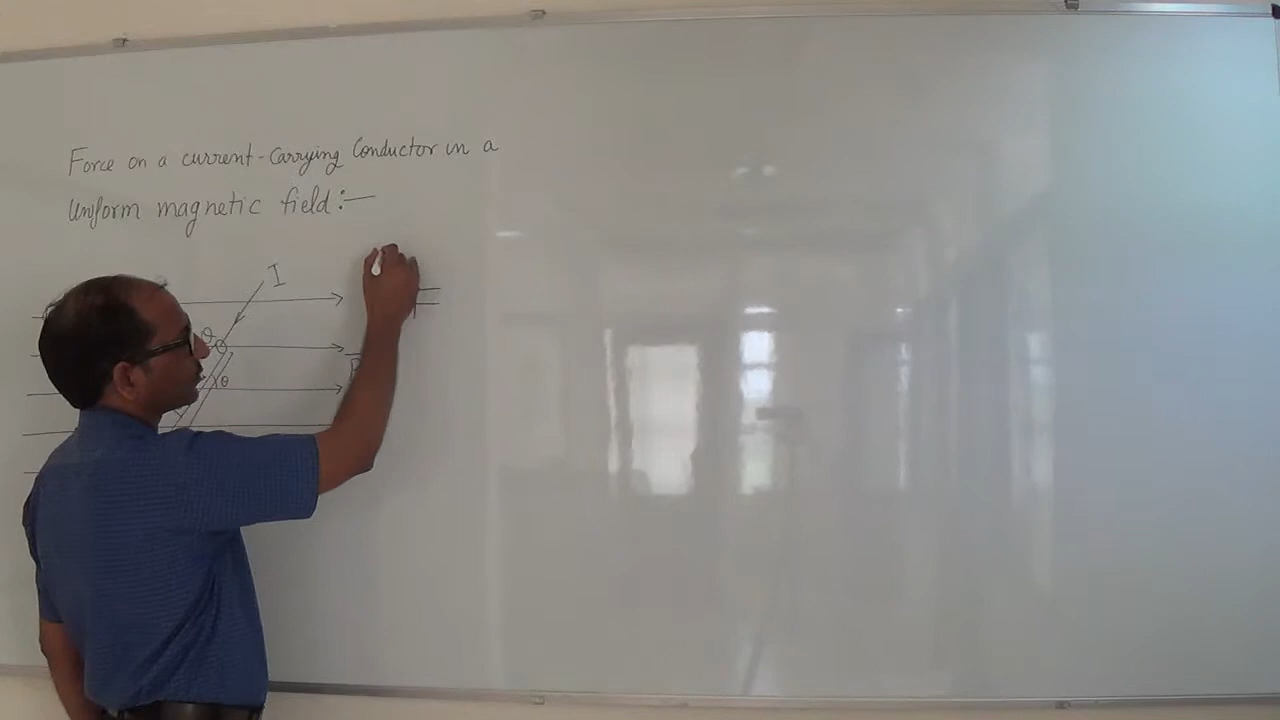 Force on a current-Carrying Conductor in a
Uniform magnetic field:—
I
θ
θ
θ